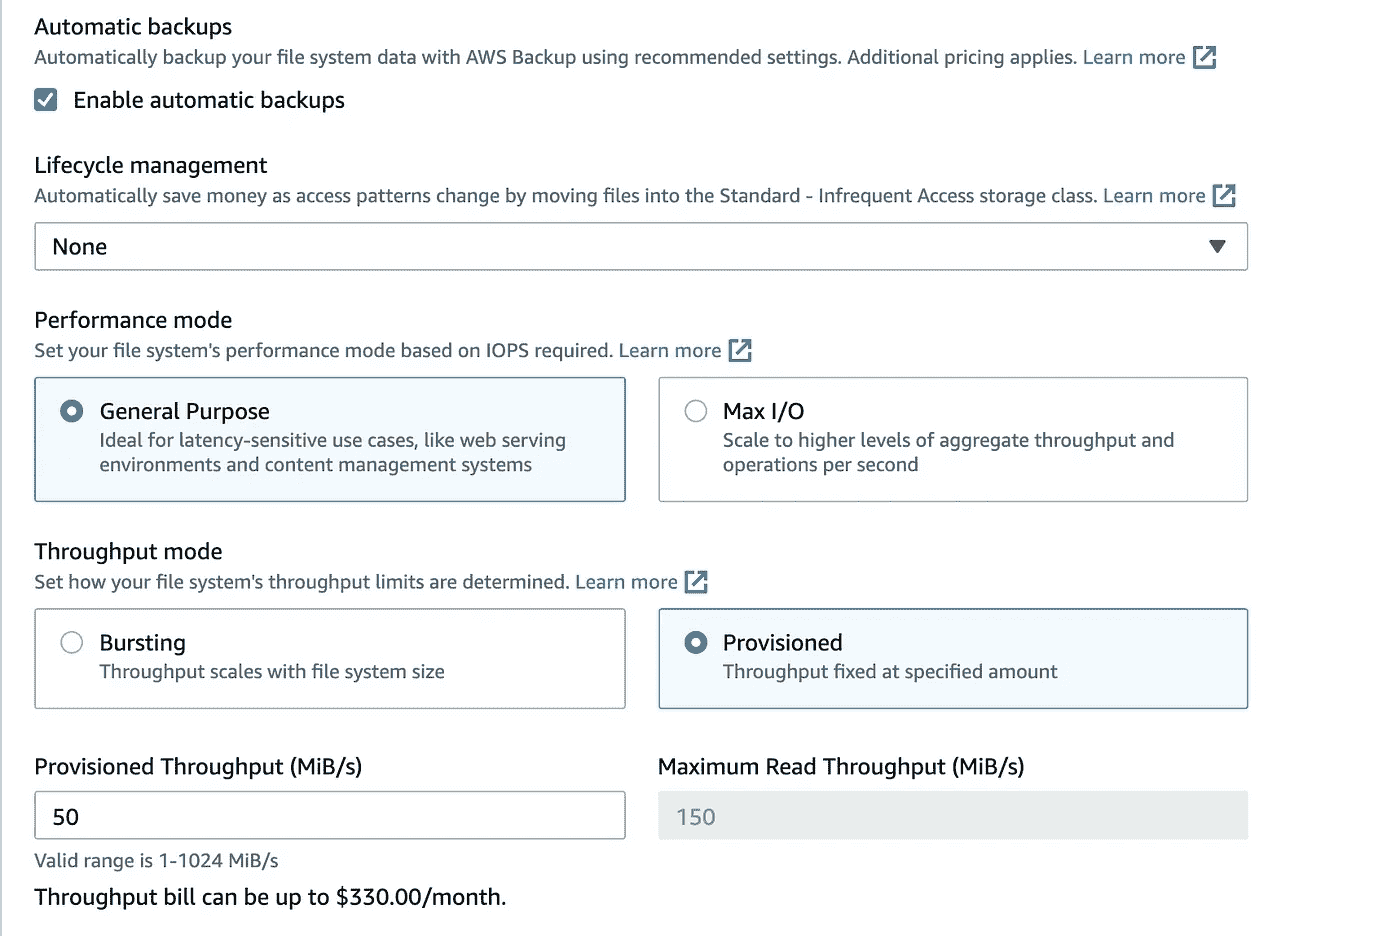 Automatic backups
Automatically backup your file system data with AWS Backup using recommended settings. Additional pricing applies. Learn more
Enable automatic backups
Lifecycle management
Automatically save money as access patterns change by moving files into the Standard - Infrequent Access storage class. Learn more
None
Performance mode
Set your file system's performance mode based on IOPS required. Learn more
General Purpose
Ideal for latency-sensitive use cases, like web serving
environments and content management systems
Max I/O
Scale to higher levels of aggregate throughput and
operations per second
Throughput mode
Set how your file system's throughput limits are determined. Learn more
Bursting
Throughput scales with file system size
Provisioned
Throughput fixed at specified amount
Provisioned Throughput (MiB/s)
50
Valid range is 1-1024 MiB/s
Throughput bill can be up to $330.00/month.
Maximum Read Throughput (MiB/s)
150